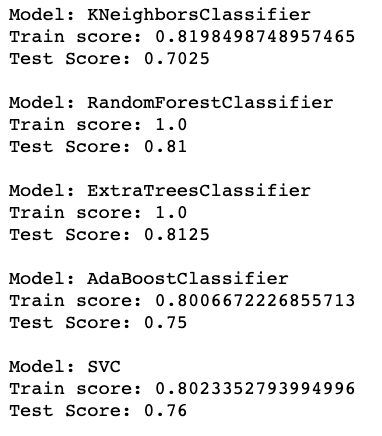 Model: KNeighborsClassifier
Train score: 0.8198498748957465
Test Score: 0.7025
Model: RandomForestClassifier
Train score: 1.0
Test Score: 0.81
Model: ExtraTreesClassifier
Train score: 1.0
Test Score: 0.8125
Model: AdaBoostClassifier
Train score: 0.8006672226855713
Test Score: 0.75
Model: SVC
Train score: 0.8023352793994996
Test Score: 0.76